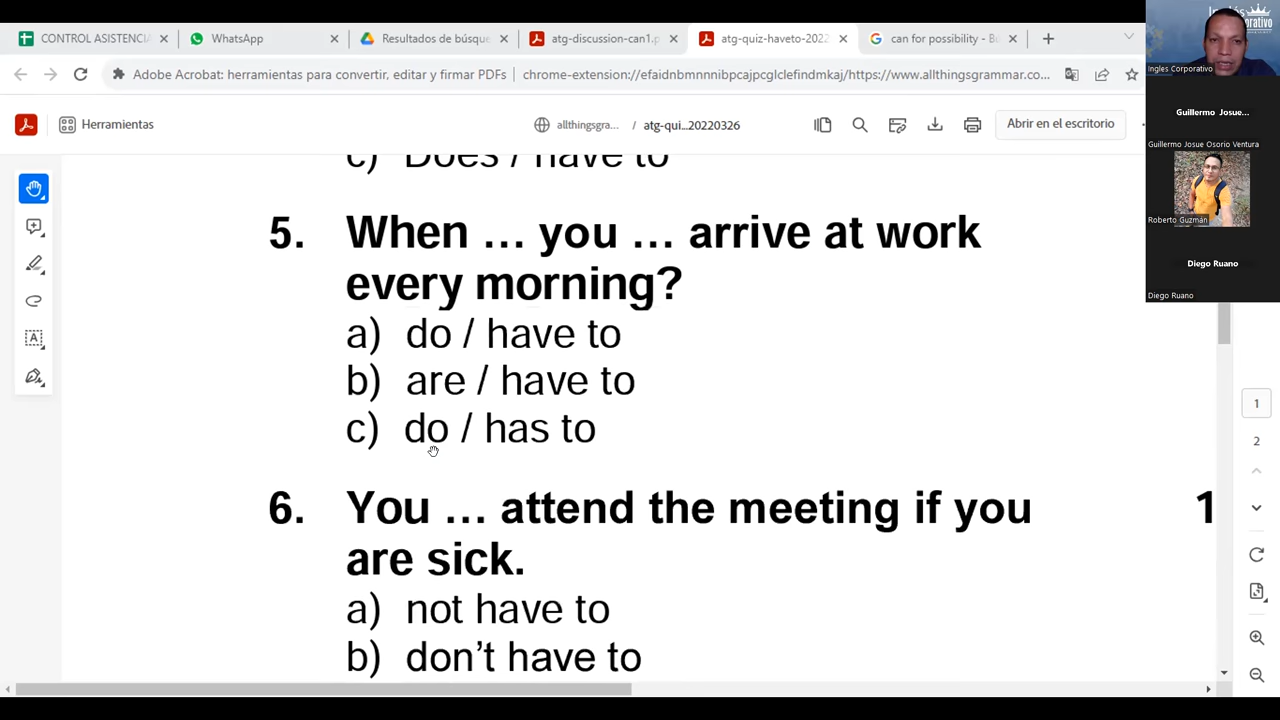 CONTROL ASISTENCI
WhatsApp
Resultados de búsque
atg-discussion-can1.p
atg-quiz-haveto-2022
can for possibility - B
Adobe Acrobat: herramientas para convertir, editar y firmar PDFs
chrome-extension://efaidnbmnnnibpcajpcglclefindmkaj/https://www.allthingsgrammar.co...
Herramientas
allthingsgra...
/ atg-qui...20220326
Abrir en el escritorio
c) Does / have to
5. When ... you ... arrive at work
every morning?
a) do / have to
b) are / have to
c) do / has to
6. You ... attend the meeting if you
are sick.
a) not have to
b) don't have to
1
1
2
Ingles Corporativo
Guillermo Josue...
Guillermo Josue Osorio Ventura
Roberto Guzmán
Diego Ruano
Diego Ruano